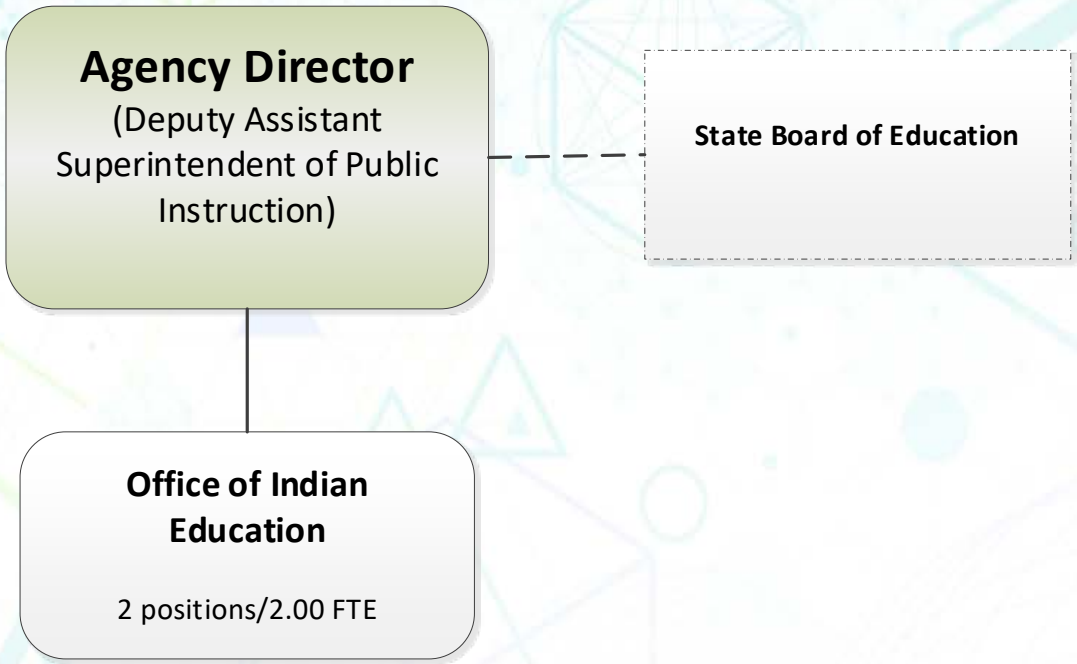 Agency Director
(Deputy Assistant
Superintendent of Public
Instruction)
State Board of Education
Office of Indian
Education
2 positions/2.00 FTE